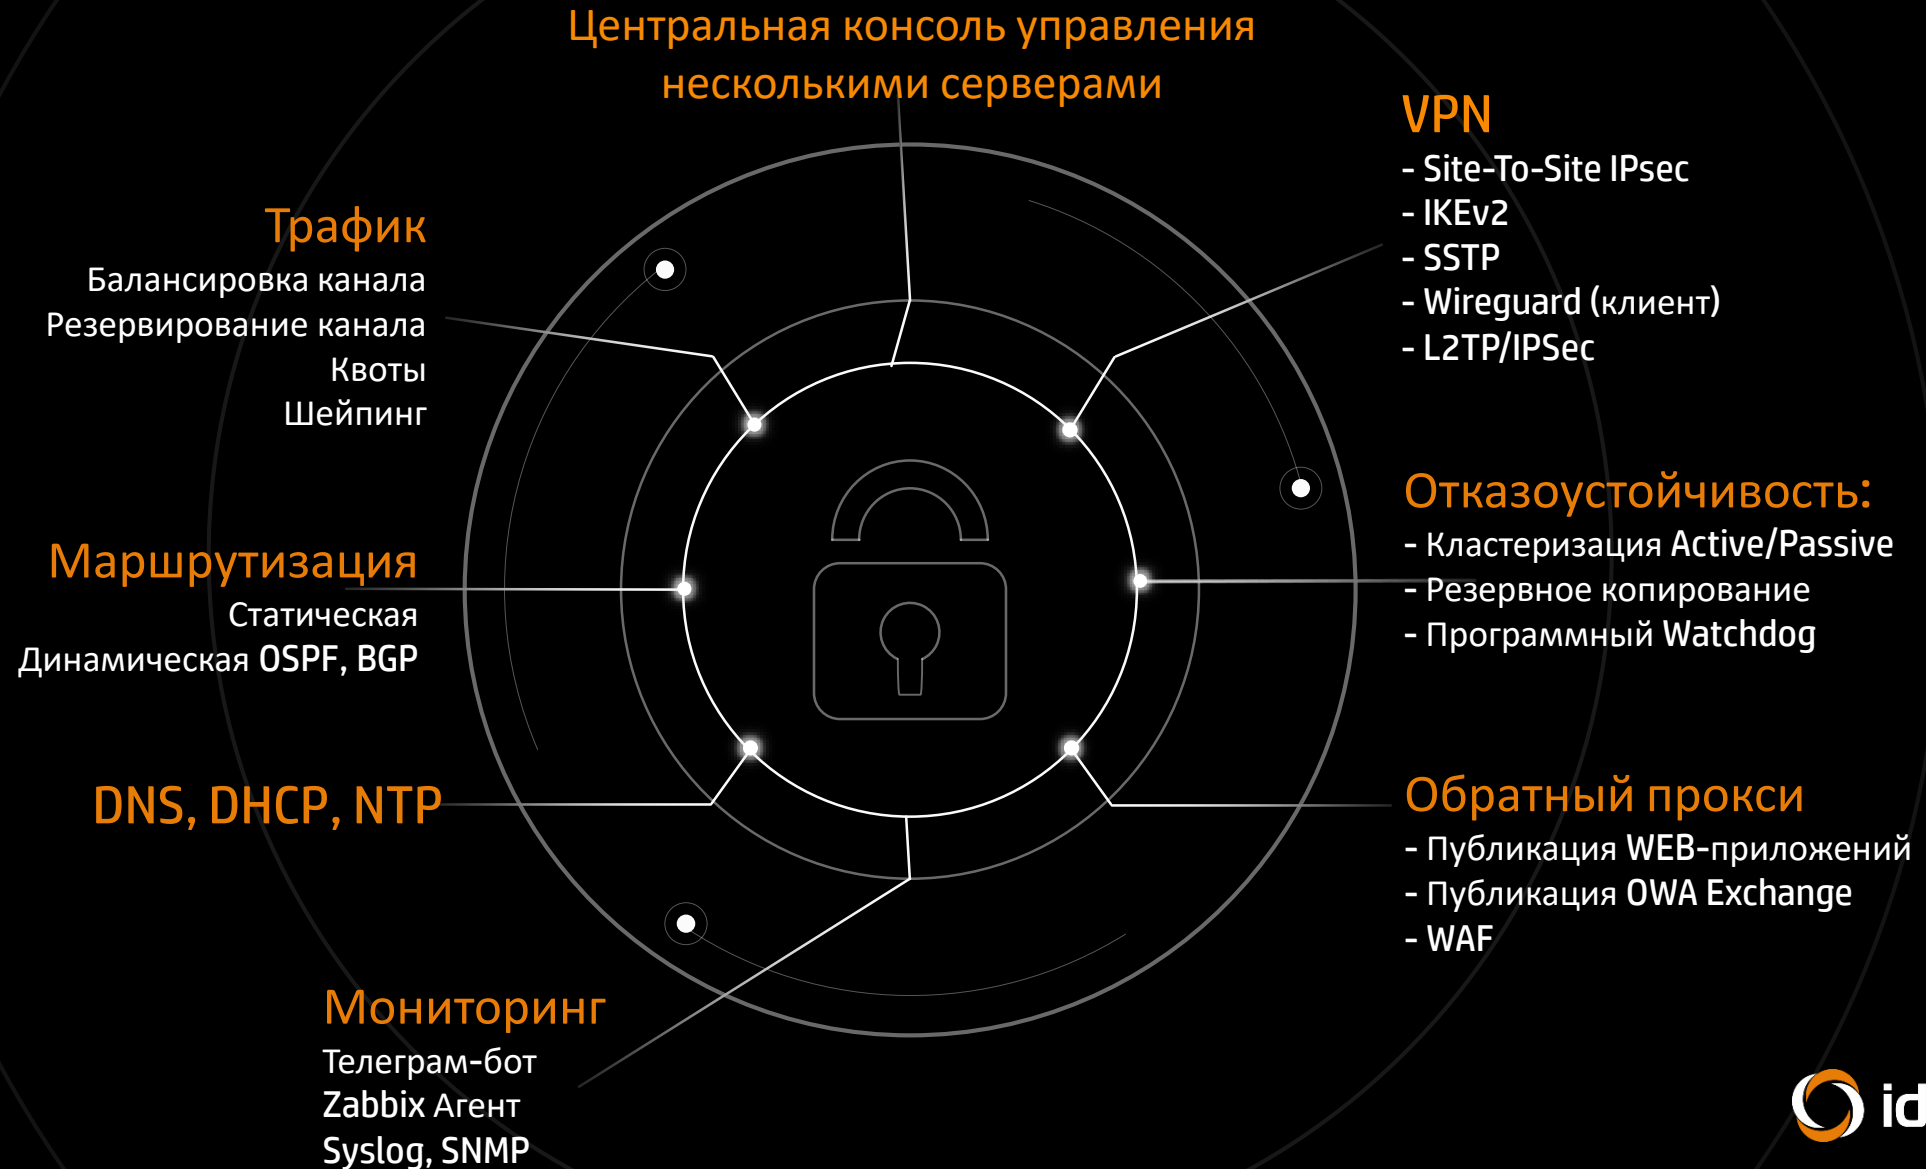 Центральная консоль управления
несколькими серверами
Трафик
Балансировка канала
Резервирование канала
Квоты
Шейпинг
Маршрутизация
Статическая
Динамическая OSPF, BGP
DNS, DHCP, NTP
Мониторинг
Телеграм-бот
Zabbix Агент
Syslog, SNMP
VPN
- Site-To-Site IPsec
- IKEv2
- SSTP
- Wireguard (клиент)
- L2TP/IPSec
Отказоустойчивость:
- Кластеризация Active/Passive
- Резервное копирование
- Программный Watchdog
Обратный прокси
- Публикация WEB-приложений
- Публикация OWA Exchange
- WAF